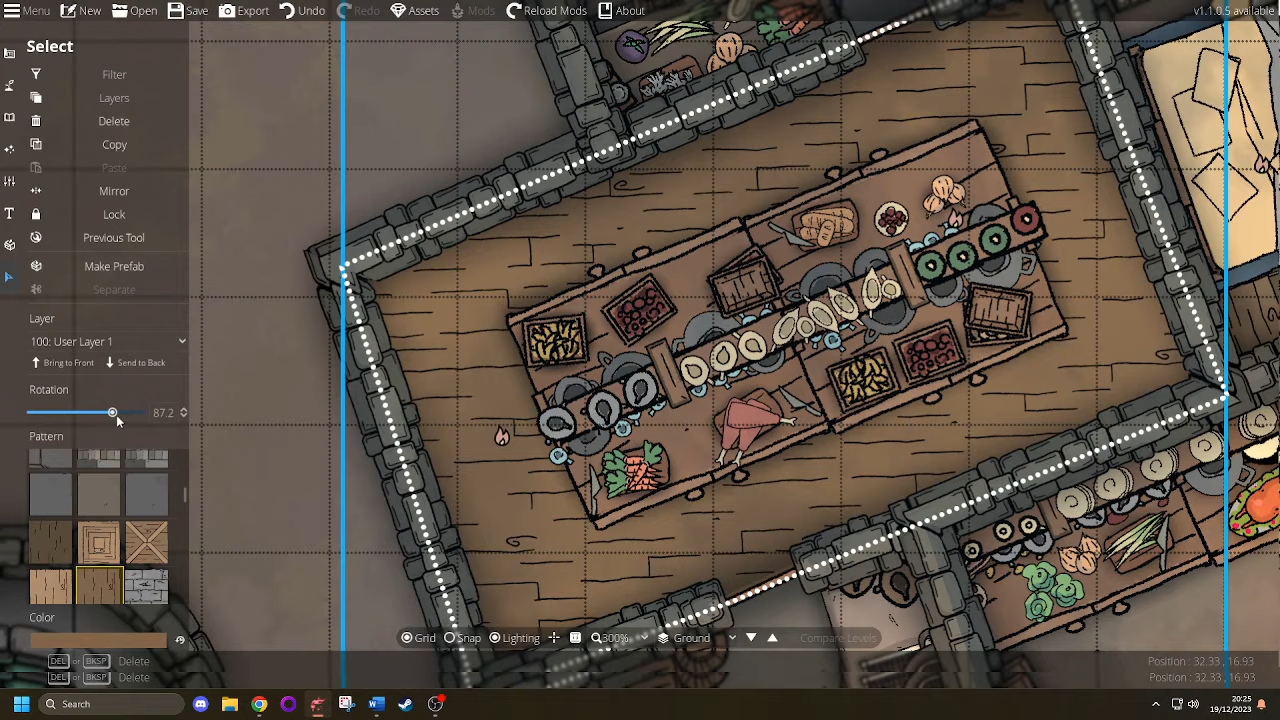 Menu New Open Save Export Undo Redo Assets Mods Reload Mods About v1.1.0.5 available
Select
Filter
Layers
Delete
Copy
Paste
Mirror
Lock
Previous Tool
Make Prefab
Separate
Layer
100: User Layer 1
Bring to Front Send to Back
Rotation
87.2
Pattern
Color
Grid Snap Lighting 300% Ground Compare Levels
DEL or BKSP Delete
DEL or BKSP Delete
Position : 32.33, 16.93
Position : 32.33, 16.93
Search
20:25
19/12/2023